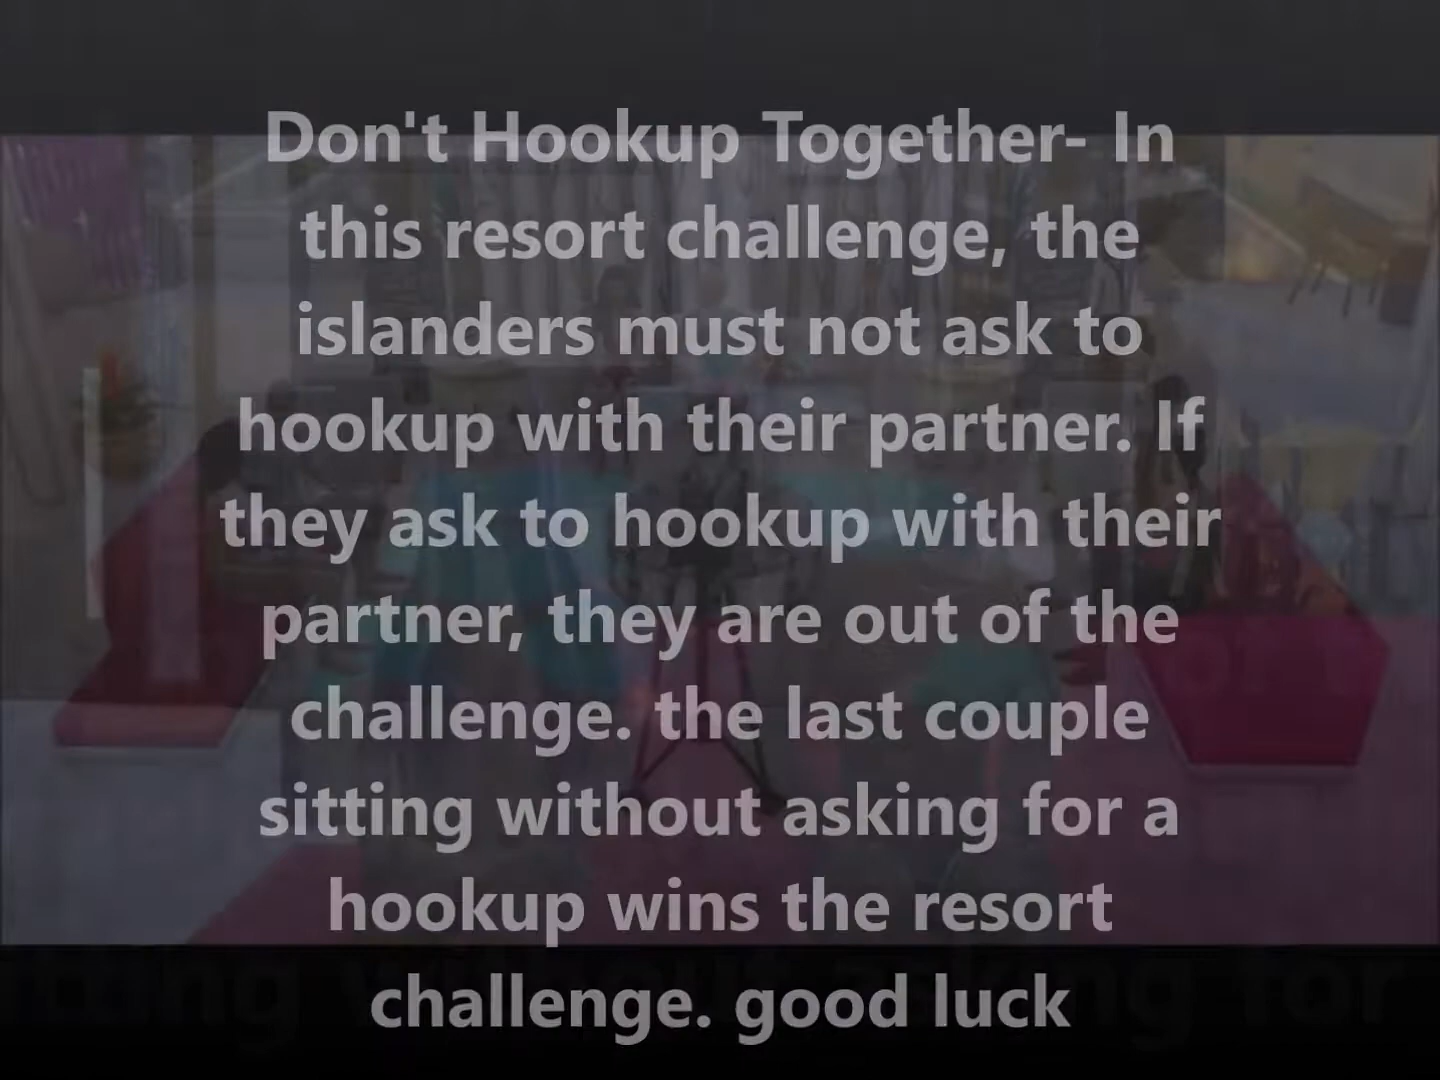 Don't Hookup Together- In
this resort challenge, the
islanders must not ask to
hookup with their partner. If
they ask to hookup with their
partner, they are out of the
challenge. the last couple
sitting without asking for a
hookup wins the resort
challenge. good luck